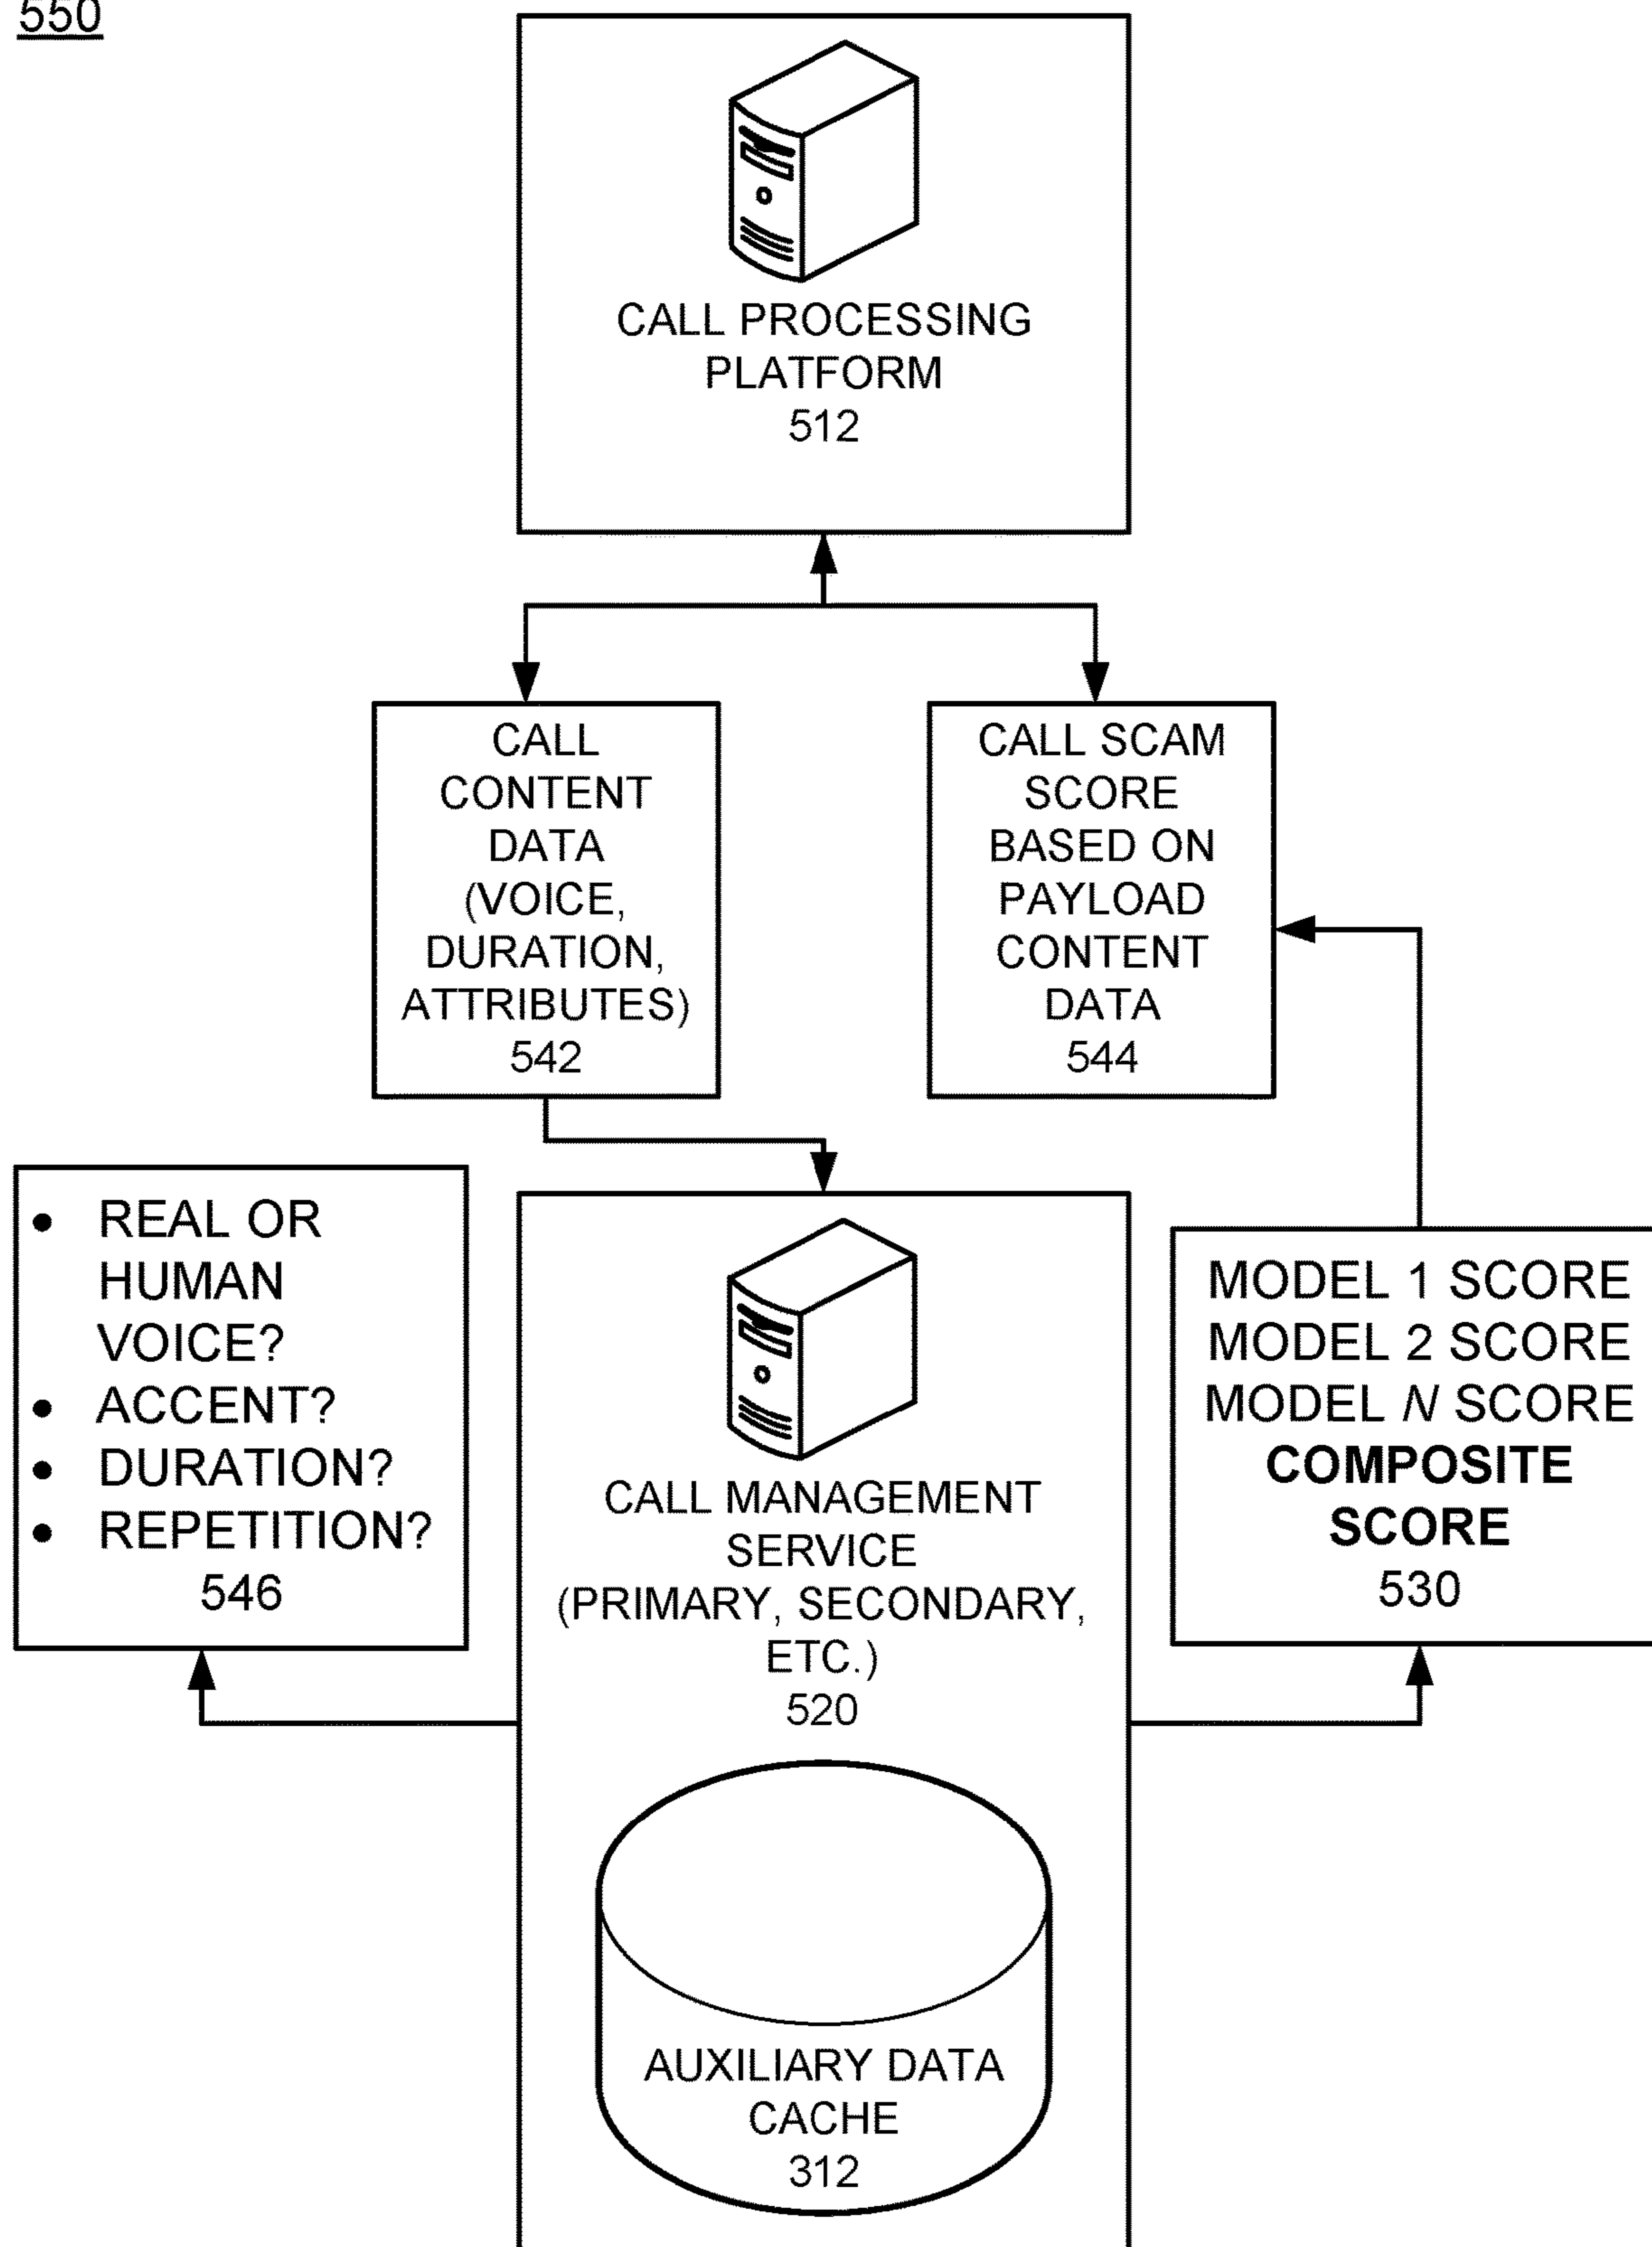 550
CALL PROCESSING
PLATFORM
512
CALL
CONTENT
DATA
(VOICE,
DURATION,
ATTRIBUTES)
542
CALL SCAM
SCORE
BASED ON
PAYLOAD
CONTENT
DATA
544
• REAL OR
HUMAN
VOICE?
• ACCENT?
• DURATION?
• REPETITION?
546
CALL MANAGEMENT
SERVICE
(PRIMARY, SECONDARY,
ETC.)
520
MODEL 1 SCORE
MODEL 2 SCORE
MODEL N SCORE
COMPOSITE
SCORE
530
AUXILIARY DATA
CACHE
312